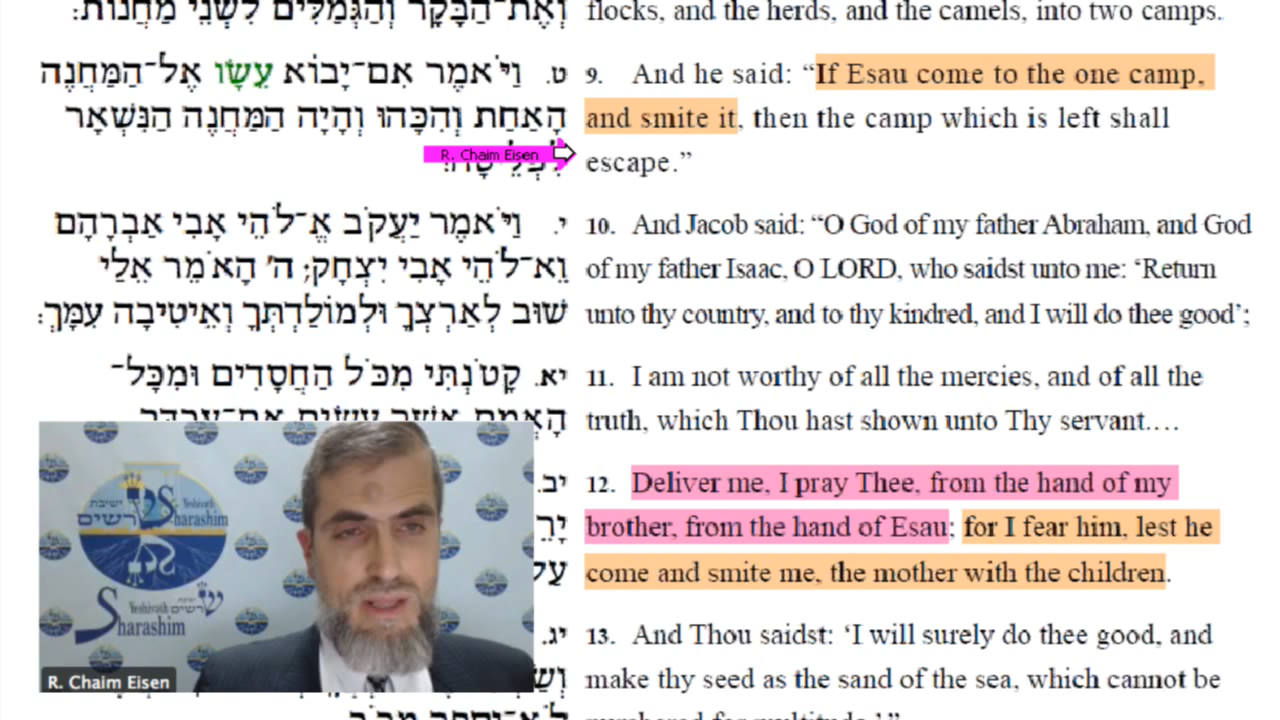 וְאֶת־הַבָּקָר וְהַגְּמַלִּים לִשְׁנֵי מַחֲנוֹת:
ט. וַיֹּאמֶר אִם־יָבוֹא עֵשָׂו אֶל־הַמַּחֲנֶה
הָאַחַת וְהִכָּהוּ וְהָיָה הַמַּחֲנֶה הַנִּשְׁאָר
R. Chaim Eisen
י. וַיֹּאמֶר יַעֲקֹב אֱ־לֹהֵי אָבִי אַבְרָהָם
וֵא־לֹהֵי אָבִי יִצְחָק; ה' הָאֹמֵר אֵלַי
שׁוּב לְאַרְצְךָ וּלְמוֹלַדְתְּךָ וְאֵיטִיבָה עִמָּךְ:
יא. קָטֹנְתִּי מִכֹּל הַחֲסָדִים וּמִכָּל־
יב.
יג.
flocks, and the herds, and the camels, into two camps.
9. And he said: “If Esau come to the one camp,
and smite it, then the camp which is left shall
escape.”
10. And Jacob said: “O God of my father Abraham, and God
of my father Isaac, O LORD, who saidst unto me: ‘Return
unto thy country, and to thy kindred, and I will do thee good’;
11. I am not worthy of all the mercies, and of all the
truth, which Thou hast shown unto Thy servant.…
12. Deliver me, I pray Thee, from the hand of my
brother, from the hand of Esau; for I fear him, lest he
come and smite me, the mother with the children.
13. And Thou saidst: ‘I will surely do thee good, and
make thy seed as the sand of the sea, which cannot be
ישיבת
שרשים
Yeshivath
Sharashim
Yeshivath שרשים
Sharashim
R. Chaim Eisen